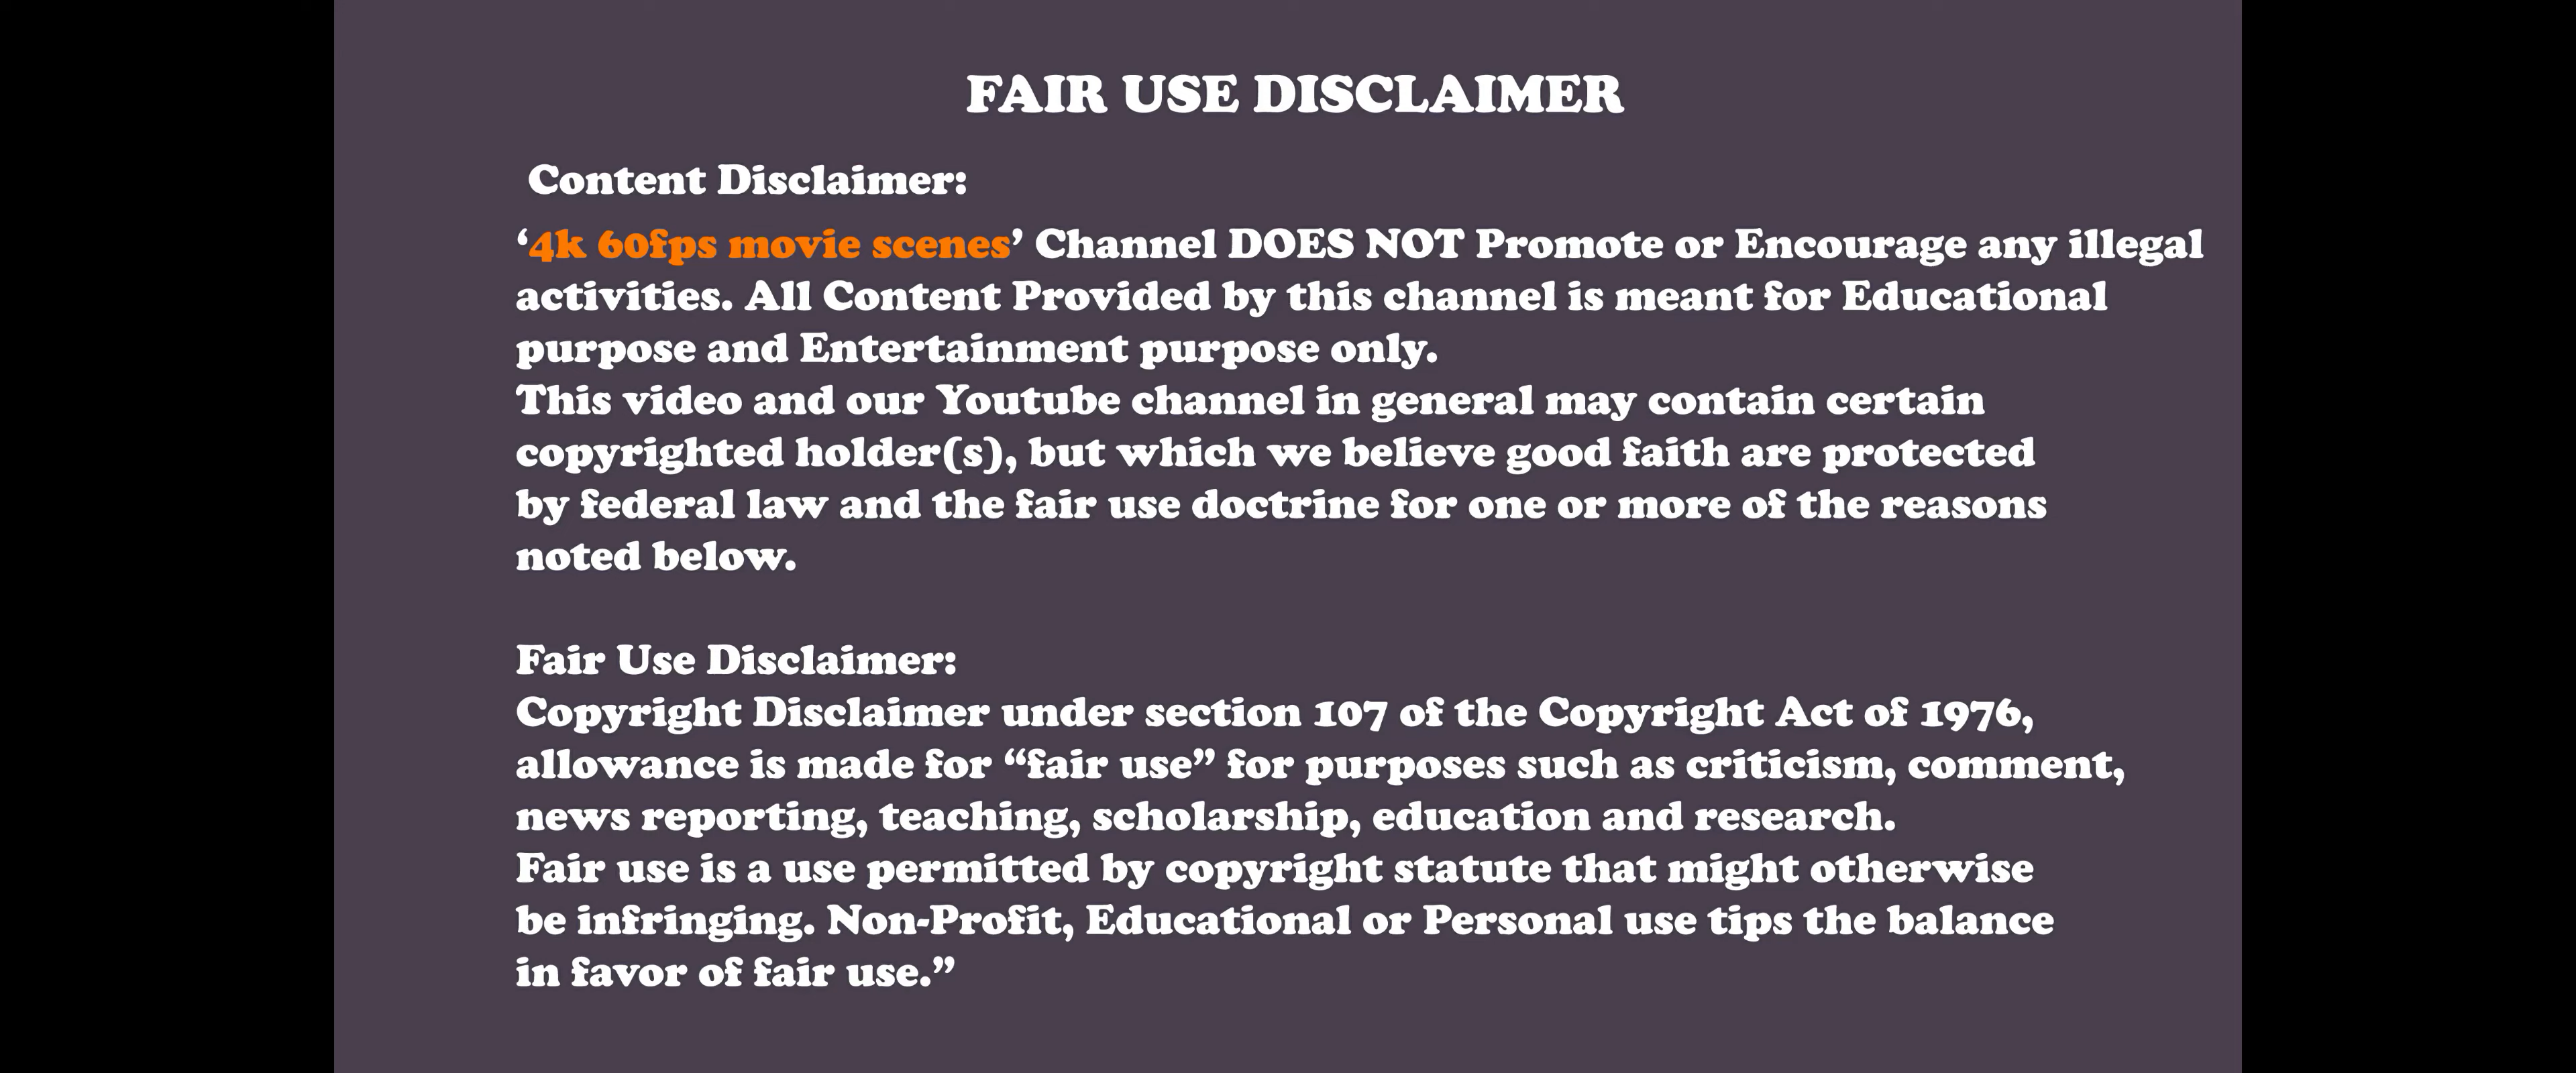 FAIR USE DISCLAIMER
Content Disclaimer:
‘4k 60fps movie scenes’ Channel DOES NOT Promote or Encourage any illegal
activities. All Content Provided by this channel is meant for Educational
purpose and Entertainment purpose only.
This video and our Youtube channel in general may contain certain
copyrighted holder(s), but which we believe good faith are protected
by federal law and the fair use doctrine for one or more of the reasons
noted below.
Fair Use Disclaimer:
Copyright Disclaimer under section 107 of the Copyright Act of 1976,
allowance is made for “fair use” for purposes such as criticism, comment,
news reporting, teaching, scholarship, education and research.
Fair use is a use permitted by copyright statute that might otherwise
be infringing. Non-Profit, Educational or Personal use tips the balance
in favor of fair use.”